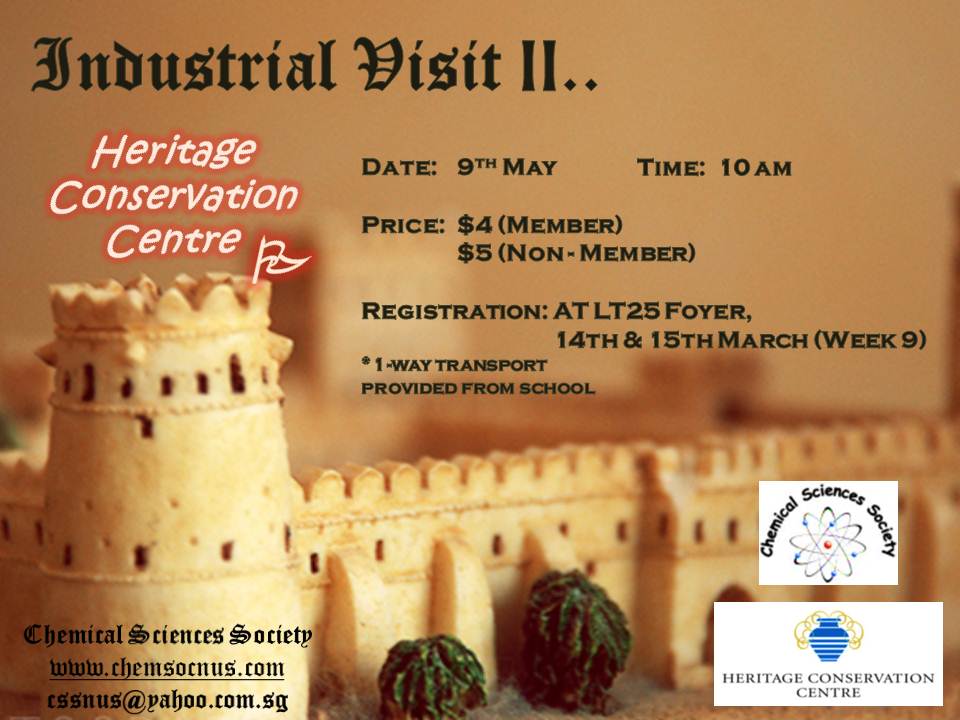 Industrial Visit II..
Heritage
Conservation
Centre
Date: 9th May Time: 10 am
Price: $4 (Member)
$5 (Non - Member)
Registration: at LT25 Foyer,
14th & 15th March (Week 9)
* 1-way transport
provided from school
Chemical Sciences Society
HERITAGE CONSERVATION
CENTRE
Chemical Sciences Society
www.chemsocnus.com
cssnus@yahoo.com.sg